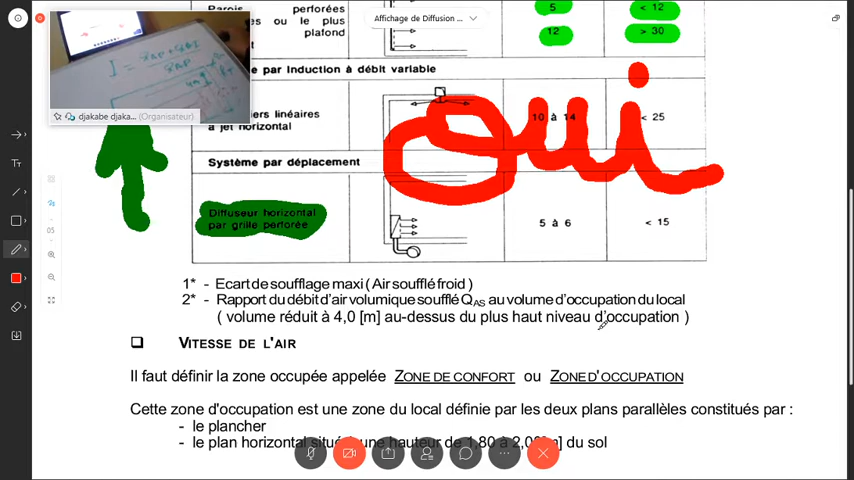 Affichage de Diffusion ...
Parois perforées 5 < 12
es ou le plus
plafond 12 > 30
e par induction à débit variable
iers linéaires
à jet horizontal 10 à 14 < 25
oui
Système par déplacement
Diffuseur horizontal
par grille perforée 5 à 6 < 15
djakabe djaka... (Organisateur)
1* - Ecart de soufflage maxi ( Air soufflé froid )
2* - Rapport du débit d'air volumique soufflé QAS au volume d'occupation du local
( volume réduit à 4,0 [m] au-dessus du plus haut niveau d'occupation )
VITESSE DE L'AIR
Il faut définir la zone occupée appelée ZONE DE CONFORT ou ZONE D'OCCUPATION
Cette zone d'occupation est une zone du local définie par les deux plans parallèles constitués par :
- le plancher
- le plan horizontal situé à une hauteur de 1,80 à 2,0 m] du sol